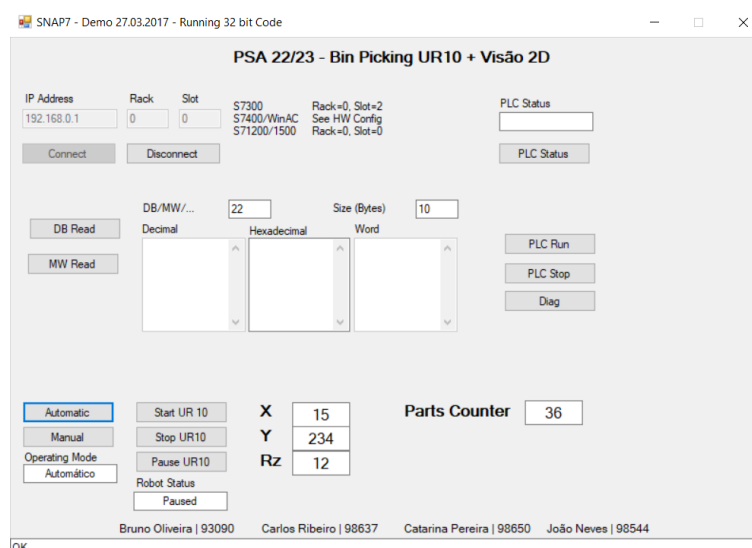 SNAP7 - Demo 27.03.2017 - Running 32 bit Code
PSA 22/23 - Bin Picking UR10 + Visão 2D
IP Address Rack Slot
192.168.0.1 0 0
S7300 Rack=0, Slot=2
S7400/WinAC See HW Config
S71200/1500 Rack=0, Slot=0
PLC Status
Connect Disconnect PLC Status
DB/MW/... 22 Size (Bytes) 10
DB Read Decimal Hexadecimal Word
MW Read
PLC Run
PLC Stop
Diag
Automatic Start UR 10 X 15 Parts Counter 36
Manual Stop UR10 Y 234
Operating Mode Pause UR10 Rz 12
Automático Robot Status
Paused
Bruno Oliveira | 93090 Carlos Ribeiro | 98637 Catarina Pereira | 98650 João Neves | 98544
OK